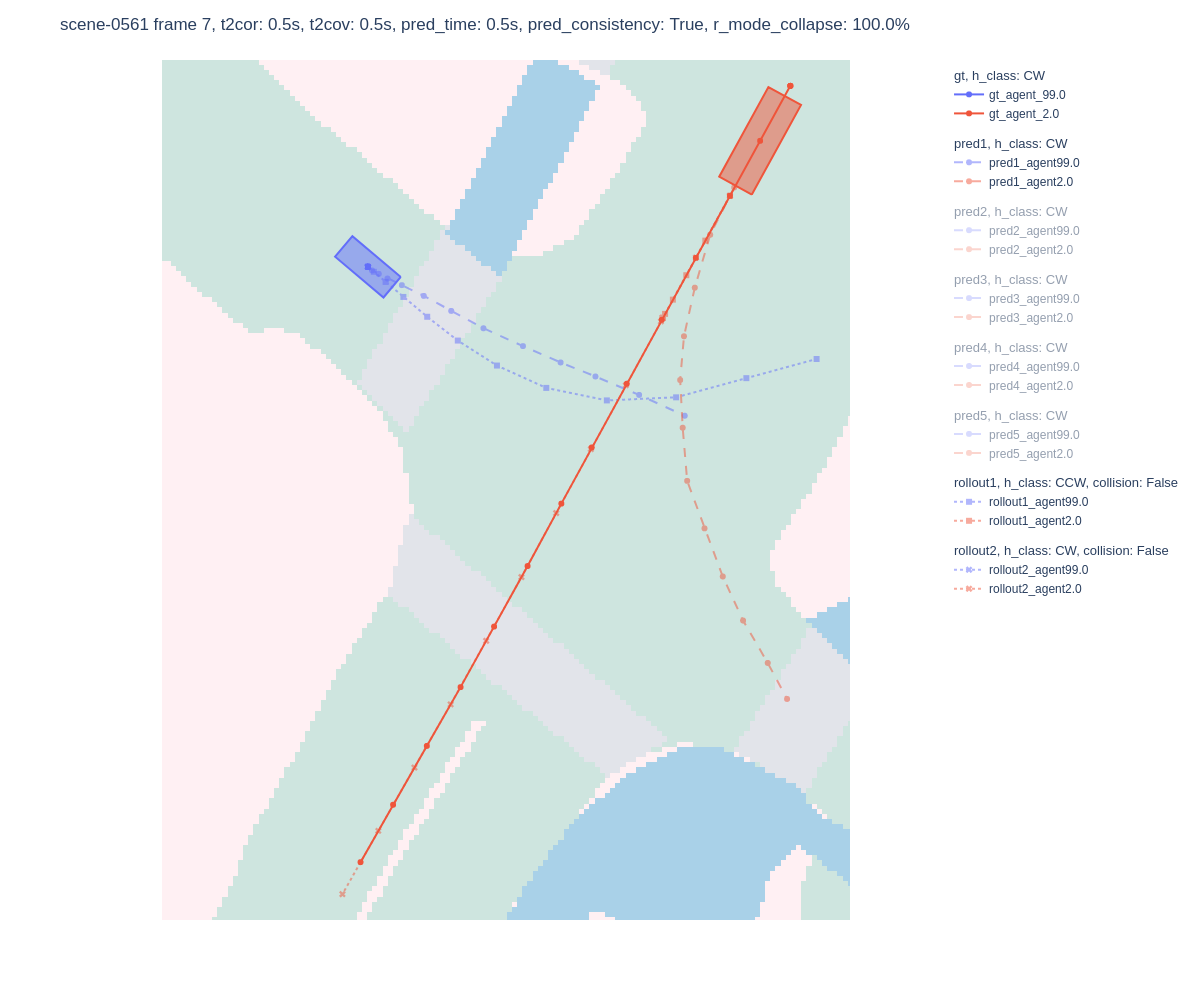 scene-0561 frame 7, t2cor: 0.5s, t2cov: 0.5s, pred_time: 0.5s, pred_consistency: True, r_mode_collapse: 100.0%
gt, h_class: CW
gt_agent_99.0
gt_agent_2.0
pred1, h_class: CW
pred1_agent99.0
pred1_agent2.0
pred2, h_class: CW
pred2_agent99.0
pred2_agent2.0
pred3, h_class: CW
pred3_agent99.0
pred3_agent2.0
pred4, h_class: CW
pred4_agent99.0
pred4_agent2.0
pred5, h_class: CW
pred5_agent99.0
pred5_agent2.0
rollout1, h_class: CCW, collision: False
rollout1_agent99.0
rollout1_agent2.0
rollout2, h_class: CW, collision: False
rollout2_agent99.0
rollout2_agent2.0